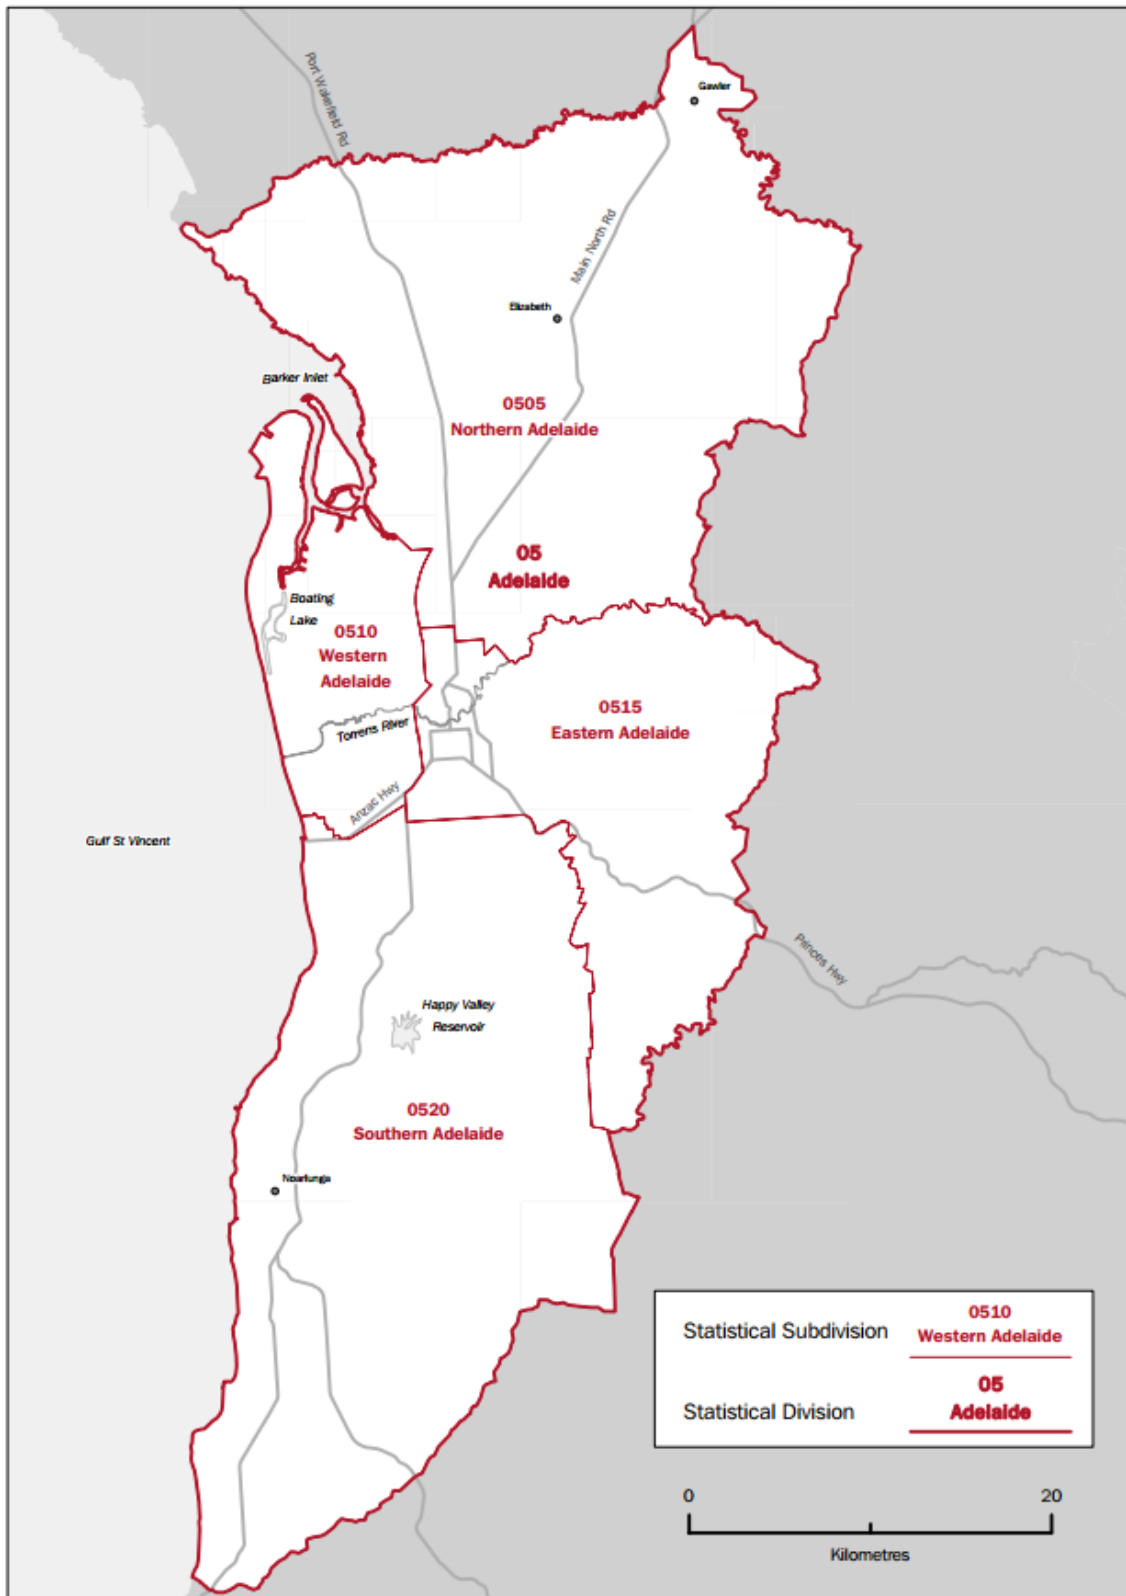 Port Wakefield Rd
Gawler
Main North Rd
Elizabeth
Barker Inlet
0505
Northern Adelaide
05
Adelaide
Boating
Lake
0510
Western
Adelaide
0515
Eastern Adelaide
Torrens River
Anzac Hwy
Gulf St Vincent
Princes Hwy
Happy Valley
Reservoir
0520
Southern Adelaide
Noarlunga
Statistical Subdivision
0510
Western Adelaide
Statistical Division
05
Adelaide
0 20
Kilometres